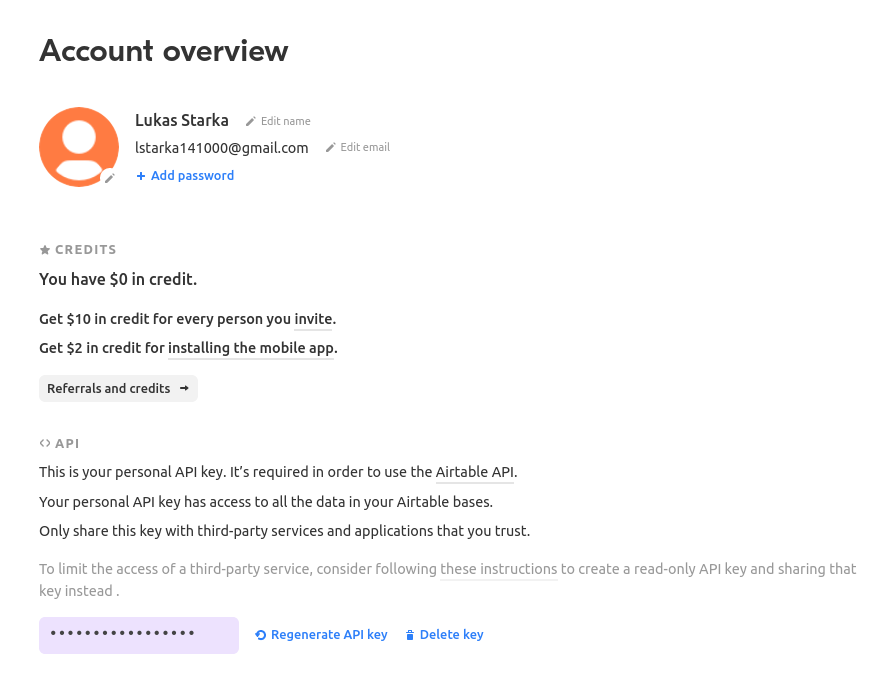 Account overview
Lukas Starka Edit name
lstarka141000@gmail.com Edit email
+ Add password
CREDITS
You have $0 in credit.
Get $10 in credit for every person you invite.
Get $2 in credit for installing the mobile app.
Referrals and credits →
API
This is your personal API key. It’s required in order to use the Airtable API.
Your personal API key has access to all the data in your Airtable bases.
Only share this key with third-party services and applications that you trust.
To limit the access of a third-party service, consider following these instructions to create a read-only API key and sharing that
key instead .
••••••••••••••••• Regenerate API key Delete key